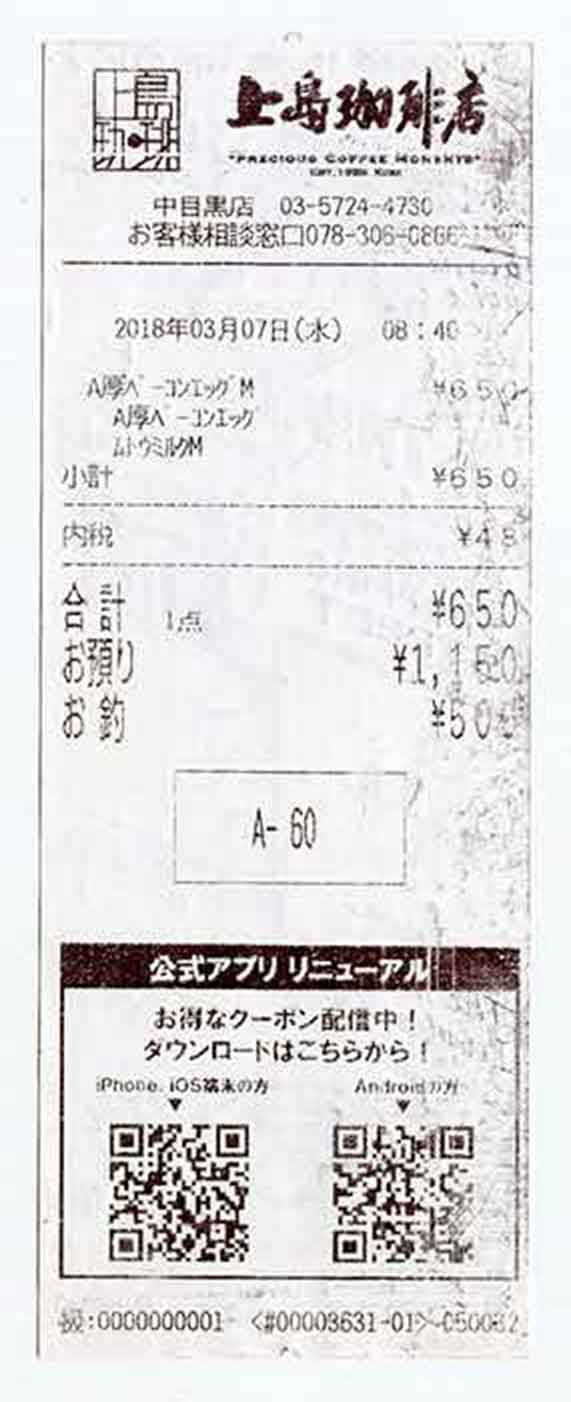 上島珈琲
上島珈琲店
"PRECIOUS COFFEE MOMENTS"
中目黒店 03-5724-4730
お客様相談窓口078-306-
2018年03月07日(水) 08:40
A厚ベーコンエッグM ¥650
A厚ベーコンエッグ
ムトウミルクM
小計 ¥650
内税 ¥48
合計 1点 ¥650
お預り ¥1,150
お釣 ¥500
A- 60
公式アプリ リニューアル
お得なクーポン配信中!
ダウンロードはこちらから!
iPhone、iOS端末の方 Androidの方
扱:0000000001 <#00003631-01>